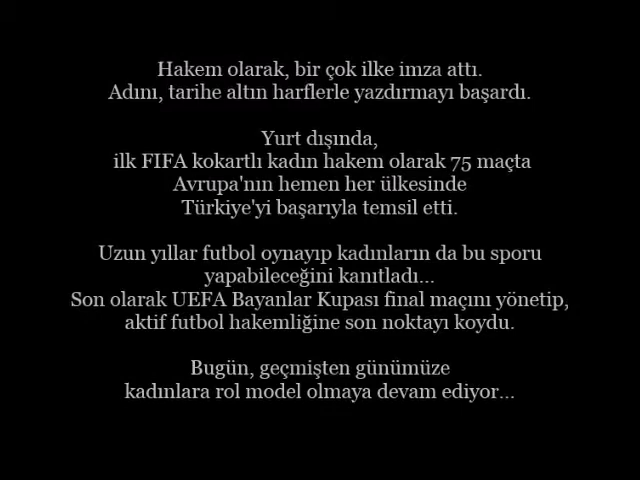 Hakem olarak, bir çok ilke imza attı.
Adını, tarihe altın harflerle yazdırmayı başardı.
Yurt dışında,
ilk FIFA kokartlı kadın hakem olarak 75 maçta
Avrupa'nın hemen her ülkesinde
Türkiye'yi başarıyla temsil etti.
Uzun yıllar futbol oynayıp kadınların da bu sporu
yapabileceğini kanıtladı...
Son olarak UEFA Bayanlar Kupası final maçını yönetip,
aktif futbol hakemliğine son noktayı koydu.
Bugün, geçmişten günümüze
kadınlara rol model olmaya devam ediyor...